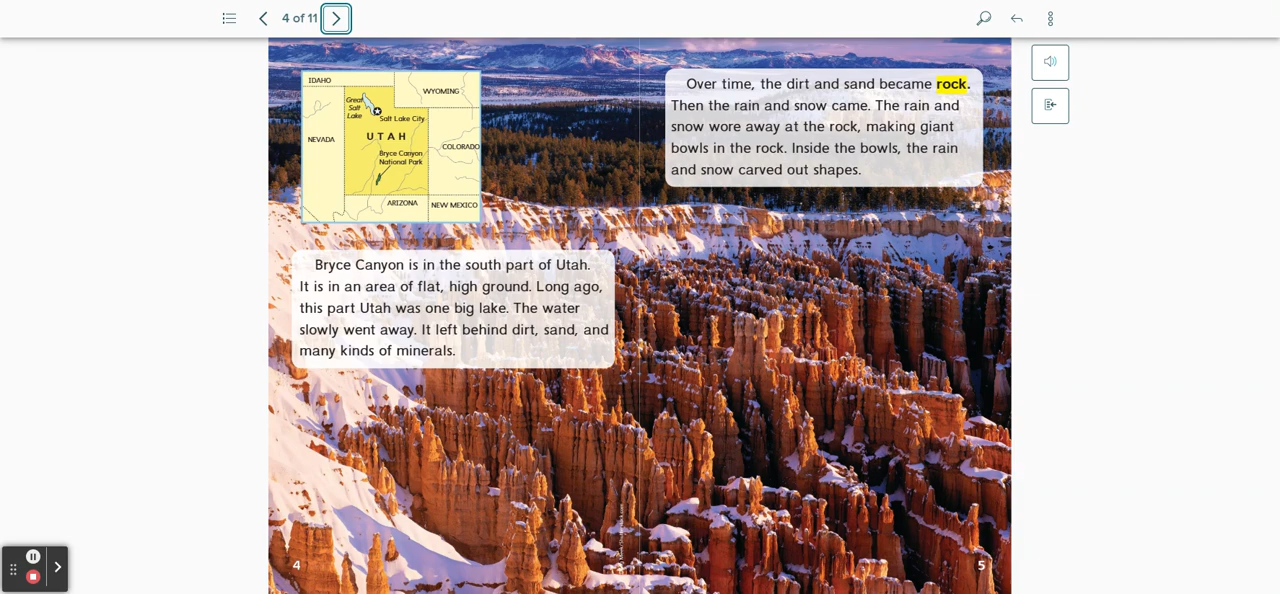 4 of 11
IDAHO
WYOMING
Great
Salt
Lake
Salt Lake City
UTAH
NEVADA
COLORADO
Bryce Canyon
National Park
ARIZONA
NEW MEXICO
Bryce Canyon is in the south part of Utah.
It is in an area of flat, high ground. Long ago,
this part Utah was one big lake. The water
slowly went away. It left behind dirt, sand, and
many kinds of minerals.
4
Over time, the dirt and sand became rock.
Then the rain and snow came. The rain and
snow wore away at the rock, making giant
bowls in the rock. Inside the bowls, the rain
and snow carved out shapes.
5